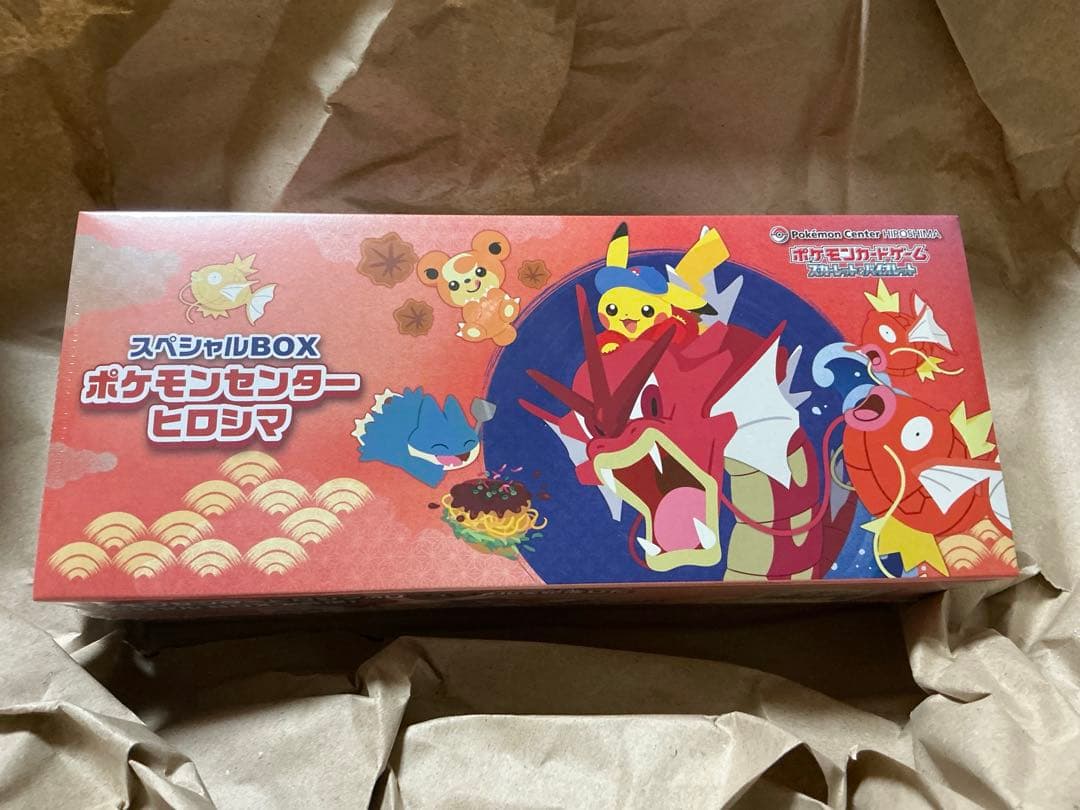 Pokémon Center HIROSHIMA
ポケモンカードゲーム
スカーレット&バイオレット
スペシャルBOX
ポケモンセンター
ヒロシマ